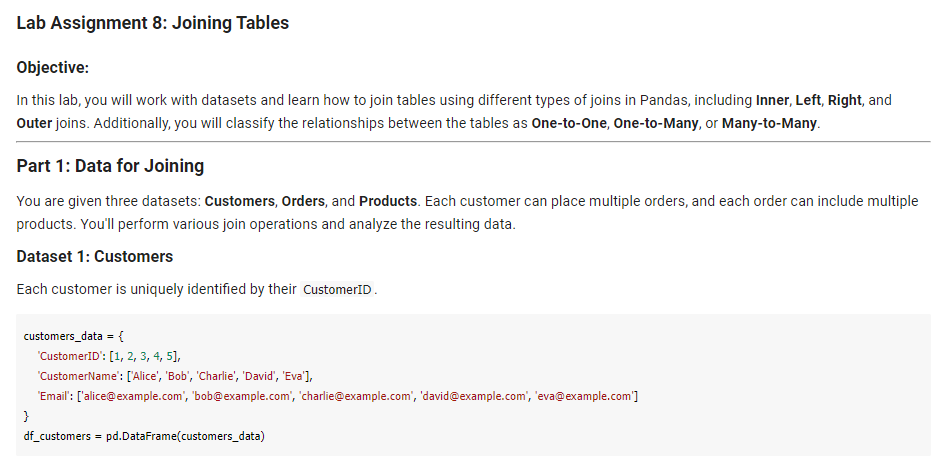 Lab Assignment 8: Joining Tables
Objective:
In this lab, you will work with datasets and learn how to join tables using different types of joins in Pandas, including Inner, Left, Right, and
Outer joins. Additionally, you will classify the relationships between the tables as One-to-One, One-to-Many, or Many-to-Many.
Part 1: Data for Joining
You are given three datasets: Customers, Orders, and Products. Each customer can place multiple orders, and each order can include multiple
products. You'll perform various join operations and analyze the resulting data.
Dataset 1: Customers
Each customer is uniquely identified by their CustomerID.
customers_data = {
'CustomerID': [1, 2, 3, 4, 5],
'CustomerName': ['Alice', 'Bob', 'Charlie', 'David', 'Eva'],
'Email': ['alice@example.com', 'bob@example.com', 'charlie@example.com', 'david@example.com', 'eva@example.com']
}
df_customers = pd.DataFrame(customers_data)